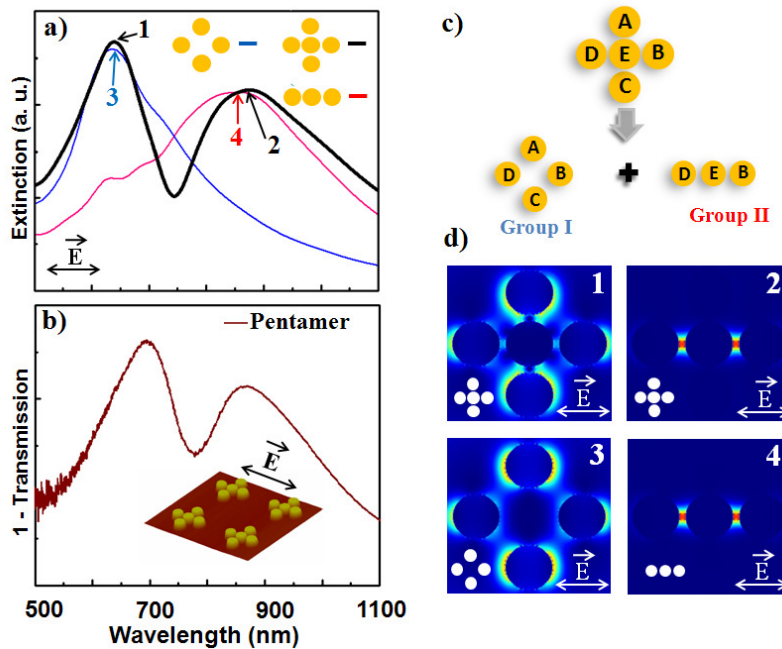 a)
1
3
4
2
Extinction (a. u.)
E
b)
Pentamer
E
1 - Transmission
500
700
900
1100
Wavelength (nm)
c)
A
D E B
C
A
D B
C
+
D E B
Group I
Group II
d)
1
E
2
E
3
E
4
E